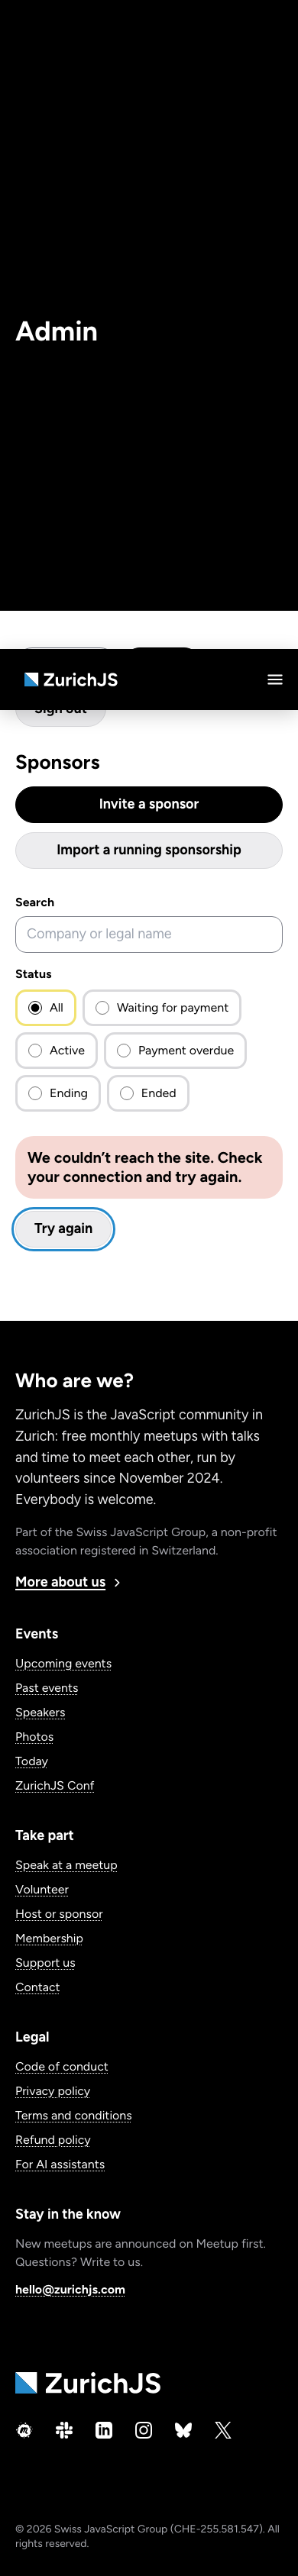 Admin
ZurichJS
Sign out
Sponsors
Invite a sponsor
Import a running sponsorship
Search
Company or legal name
Status
All
Waiting for payment
Active
Payment overdue
Ending
Ended
We couldn’t reach the site. Check
your connection and try again.
Try again
Who are we?
ZurichJS is the JavaScript community in
Zurich: free monthly meetups with talks
and time to meet each other, run by
volunteers since November 2024.
Everybody is welcome.
Part of the Swiss JavaScript Group, a non-profit
association registered in Switzerland.
More about us
Events
Upcoming events
Past events
Speakers
Photos
Today
ZurichJS Conf
Take part
Speak at a meetup
Volunteer
Host or sponsor
Membership
Support us
Contact
Legal
Code of conduct
Privacy policy
Terms and conditions
Refund policy
For AI assistants
Stay in the know
New meetups are announced on Meetup first.
Questions? Write to us.
hello@zurichjs.com
ZurichJS
© 2026 Swiss JavaScript Group (CHE-255.581.547). All
rights reserved.